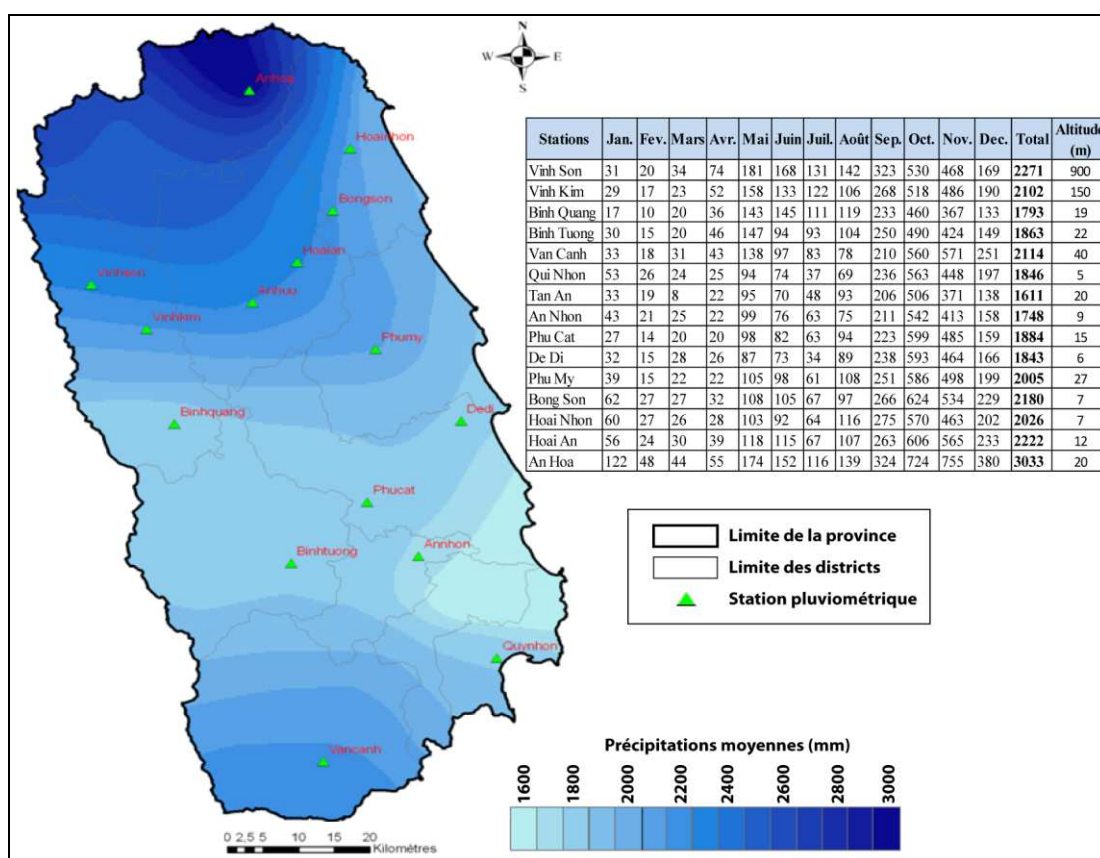 N
W E
S
Anhoa
Hoainhon
Bongson
Hoaian
Vinhson
Anhuu
Vinhkim
Phumy
Binhquang
Dedi
Phucat
Binhtuong
Annhon
Quynhon
Vancanh
0 2,5 5 10 15 20
Kilomètres
Stations Jan. Fev. Mars Avr. Mai Juin Juil. Août Sep. Oct. Nov. Dec. Total Altitude (m)
Vinh Son 31 20 34 74 181 168 131 142 323 530 468 169 2271 900
Vinh Kim 29 17 23 52 158 133 122 106 268 518 486 190 2102 150
Binh Quang 17 10 20 36 143 145 111 119 233 460 367 133 1793 19
Binh Tuong 30 15 20 46 147 94 93 104 250 490 424 149 1863 22
Van Canh 33 18 31 43 138 97 83 78 210 560 571 251 2114 40
Qui Nhon 53 26 24 25 94 74 37 69 236 563 448 197 1846 5
Tan An 33 19 8 22 95 70 48 93 206 506 371 138 1611 20
An Nhon 43 21 25 22 99 76 63 75 211 542 413 158 1748 9
Phu Cat 27 14 20 20 98 82 63 94 223 599 485 159 1884 15
De Di 32 15 28 26 87 73 34 89 238 593 464 166 1843 6
Phu My 39 15 22 22 105 98 61 108 251 586 498 199 2005 27
Bong Son 62 27 27 32 108 105 67 97 266 624 534 229 2180 7
Hoai Nhon 60 27 26 28 103 92 64 116 275 570 463 202 2026 7
Hoai An 56 24 30 39 118 115 67 107 263 606 565 233 2222 12
An Hoa 122 48 44 55 174 152 116 139 324 724 755 380 3033 20
Limite de la province
Limite des districts
Station pluviométrique
Précipitations moyennes (mm)
1600 1800 2000 2200 2400 2600 2800 3000